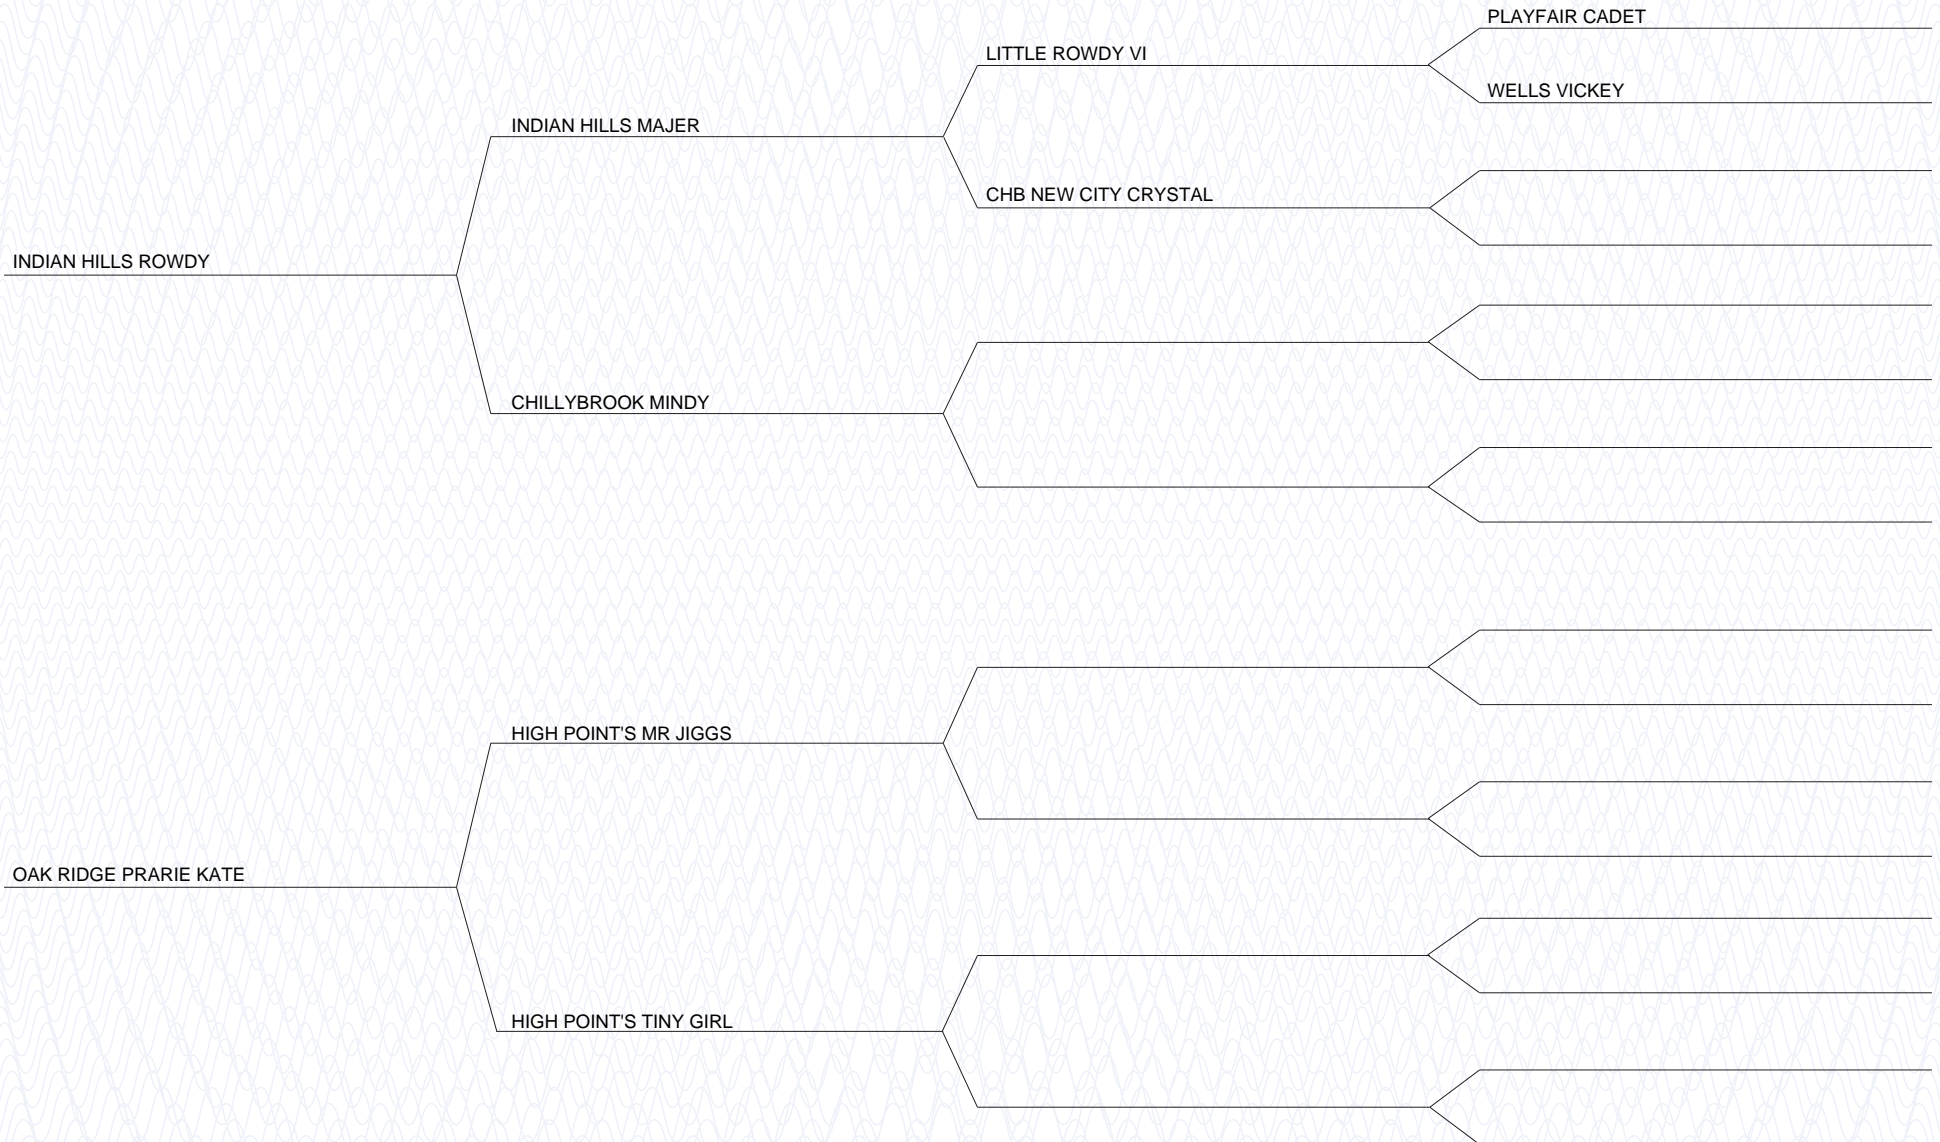 PLAYFAIR CADET
LITTLE ROWDY VI
WELLS VICKEY
INDIAN HILLS MAJER
CHB NEW CITY CRYSTAL
INDIAN HILLS ROWDY
CHILLYBROOK MINDY
HIGH POINT'S MR JIGGS
OAK RIDGE PRARIE KATE
HIGH POINT'S TINY GIRL